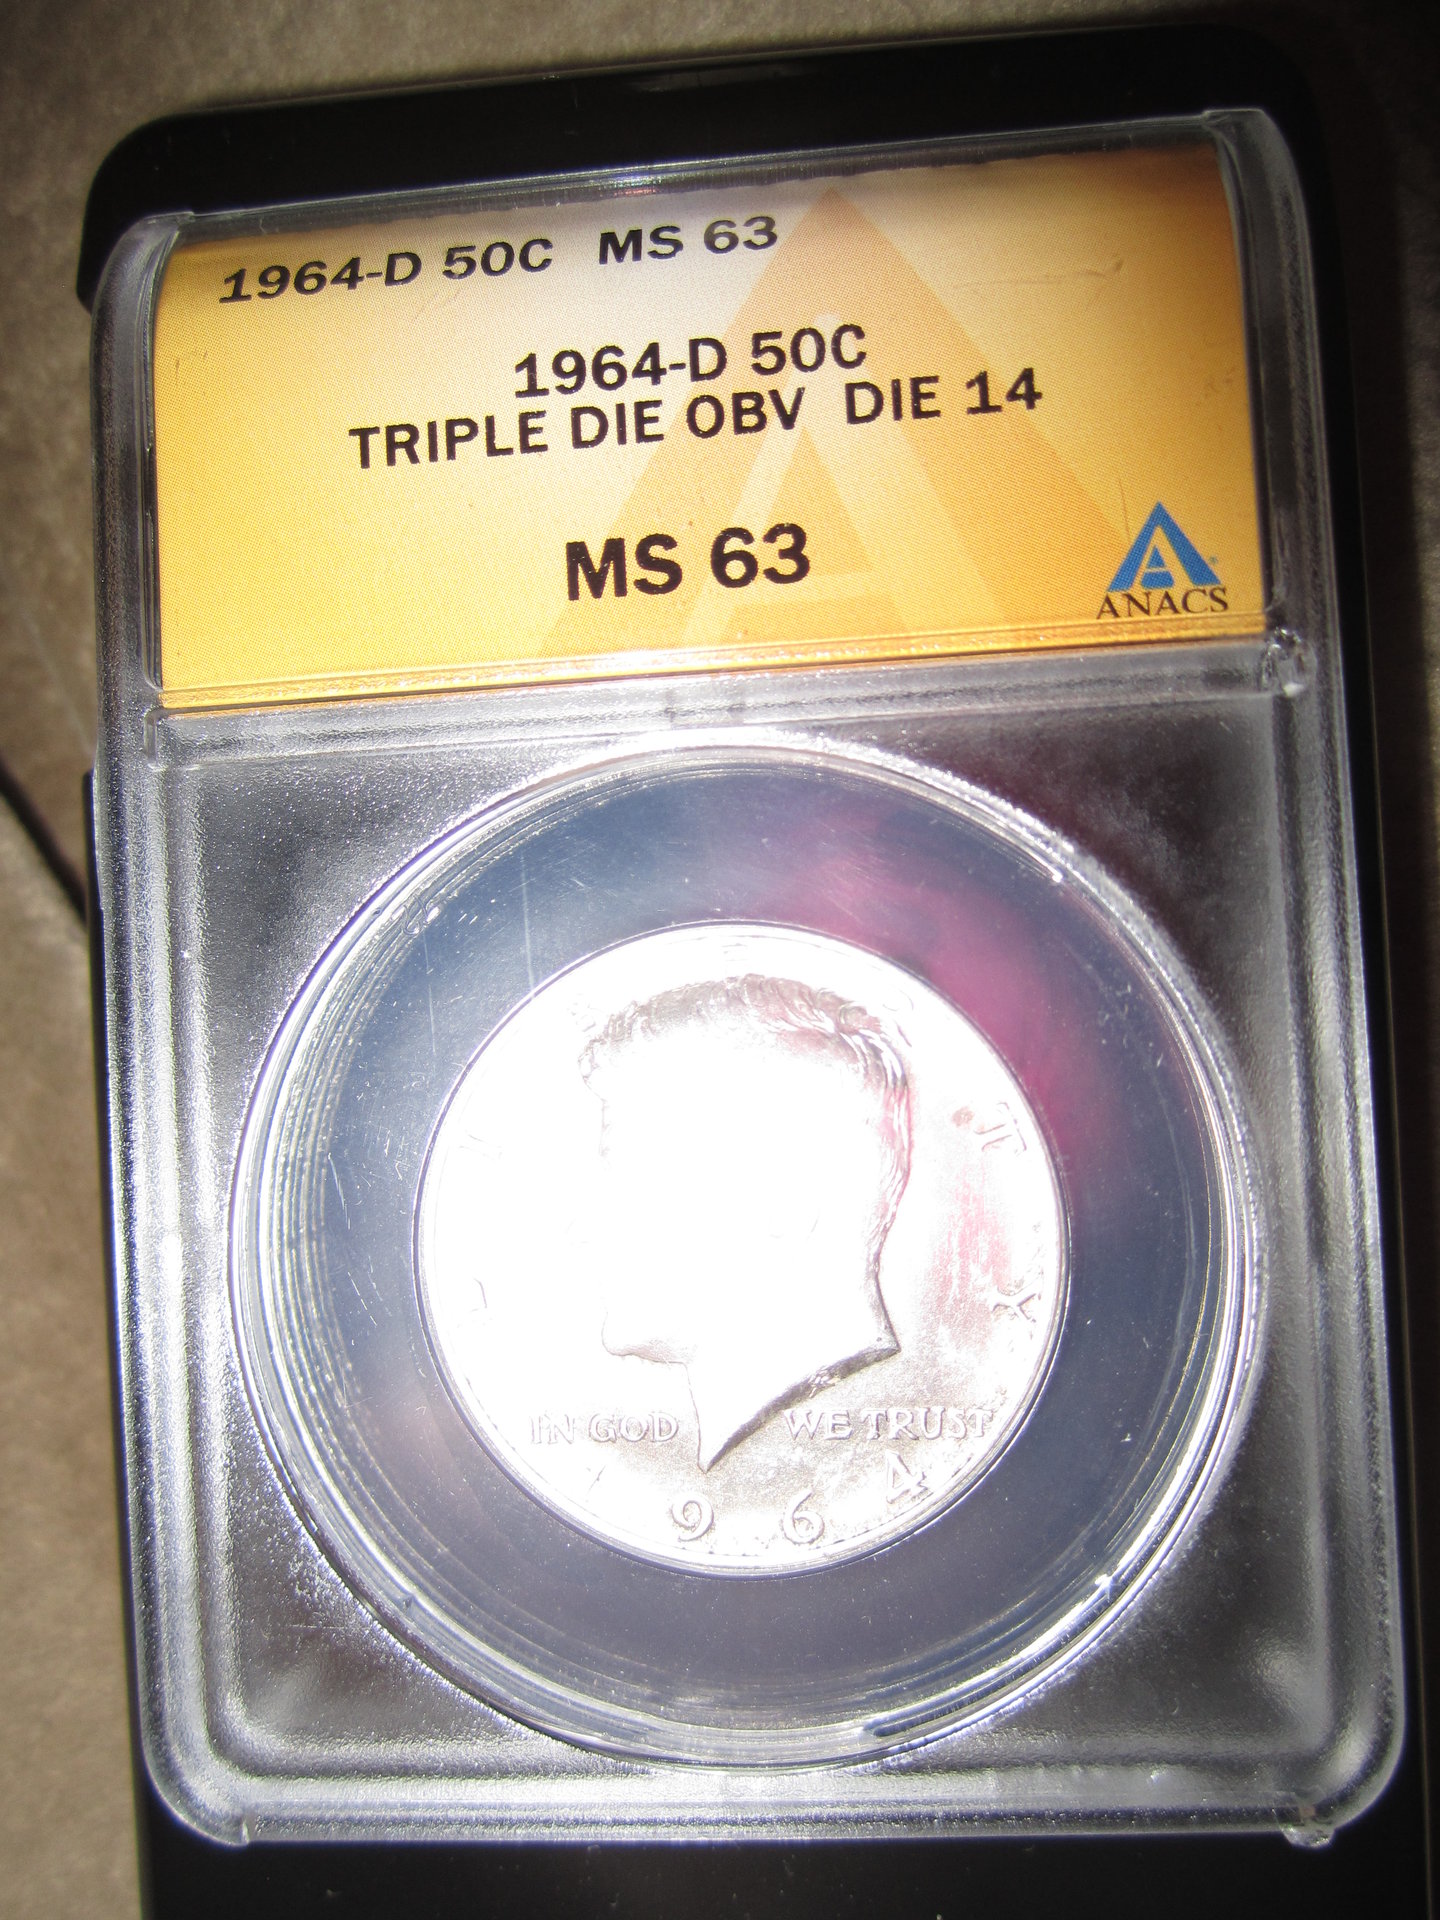 1964-D 50C MS 63
1964-D 50C
TRIPLE DIE OBV DIE 14
MS 63
ANACS
IN GOD WE TRUST
1964